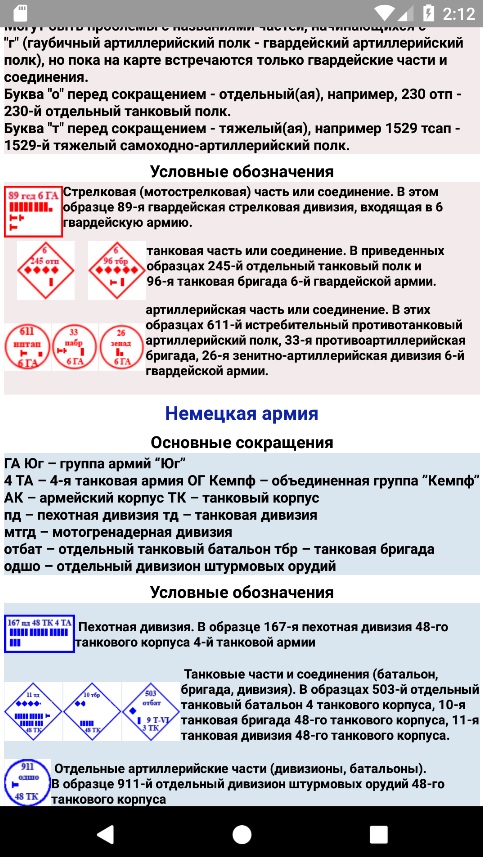 2:12
Могут быть проблемы с названиями частей, начинающихся с
"г" (гаубичный артиллерийский полк - гвардейский артиллерийский
полк), но пока на карте встречаются только гвардейские части и
соединения.
Буква "о" перед сокращением - отдельный(ая), например, 230 отп -
230-й отдельный танковый полк.
Буква "т" перед сокращением - тяжелый(ая), например 1529 тсап -
1529-й тяжелый самоходно-артиллерийский полк.
Условные обозначения
89 гсд 6 ГА
Стрелковая (мотострелковая) часть или соединение. В этом
образце 89-я гвардейская стрелковая дивизия, входящая в 6
гвардейскую армию.
6
245 отп
6
96 тбр
танковая часть или соединение. В приведенных
образцах 245-й отдельный танковый полк и
96-я танковая бригада 6-й гвардейской армии.
611
иптап
6 ГА
33
пабр
6 ГА
26
зенад
6 ГА
артиллерийская часть или соединение. В этих
образцах 611-й истребительный противотанковый
артиллерийский полк, 33-я противоартиллерийская
бригада, 26-я зенитно-артиллерийская дивизия 6-й
гвардейской армии.
Немецкая армия
Основные сокращения
ГА Юг – группа армий “Юг”
4 ТА – 4-я танковая армия ОГ Кемпф – объединенная группа “Кемпф”
АК – армейский корпус ТК – танковый корпус
пд – пехотная дивизия тд – танковая дивизия
мтгд – мотогренадерная дивизия
отбат – отдельный танковый батальон тбр – танковая бригада
одшо – отдельный дивизион штурмовых орудий
Условные обозначения
167 пд 48 ТК 4 ТА
Пехотная дивизия. В образце 167-я пехотная дивизия 48-го
танкового корпуса 4-й танковой армии
11 тд
48 ТК
10 тбр
48 ТК
503
отбат
9 T-VI
3 ТК
Танковые части и соединения (батальон,
бригада, дивизия). В образцах 503-й отдельный
танковый батальон 4 танкового корпуса, 10-я
танковая бригада 48-го танкового корпуса, 11-я
танковая дивизия 48-го танкового корпуса.
911
одшо
48 ТК
Отдельные артиллерийские части (дивизионы, батальоны).
В образце 911-й отдельный дивизион штурмовых орудий 48-го
танкового корпуса